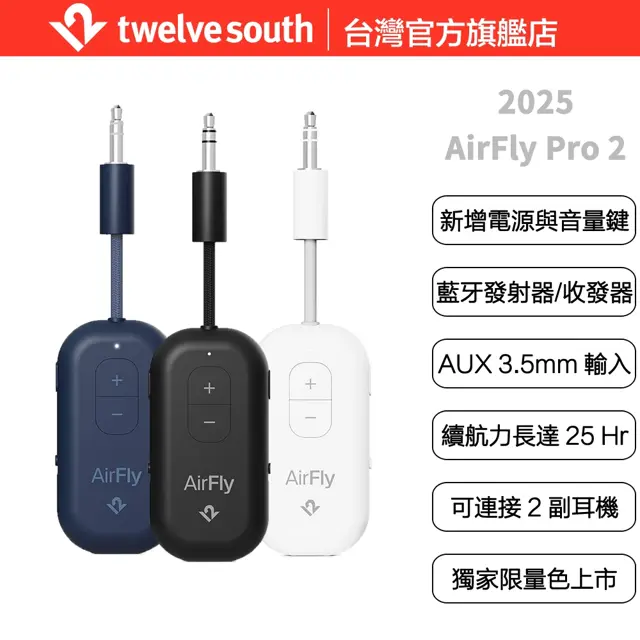 twelve south | 台灣官方旗艦店
2025
AirFly Pro 2
新增電源與音量鍵
藍牙發射器/收發器
AUX 3.5mm 輸入
續航力長達 25 Hr
可連接 2 副耳機
獨家限量色上市
AirFly
AirFly
AirFly